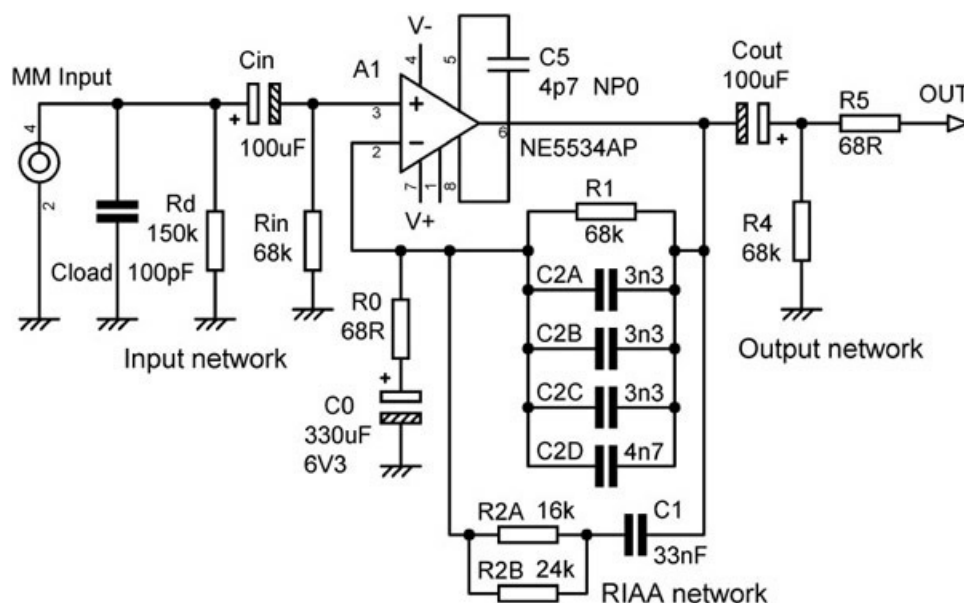 MM Input
4
2
Cload
100pF
Rd
150k
Cin
+
100uF
Rin
68k
Input network
A1
V-
4
3
+
2
−
7
1
8
V+
5
6
C5
4p7 NP0
NE5534AP
R0
68R
+
C0
330uF
6V3
R1
68k
C2A 3n3
C2B 3n3
C2C 3n3
C2D 4n7
R2A 16k
R2B 24k
C1
33nF
RIAA network
Cout
100uF
+
R5
68R
OUT
R4
68k
Output network